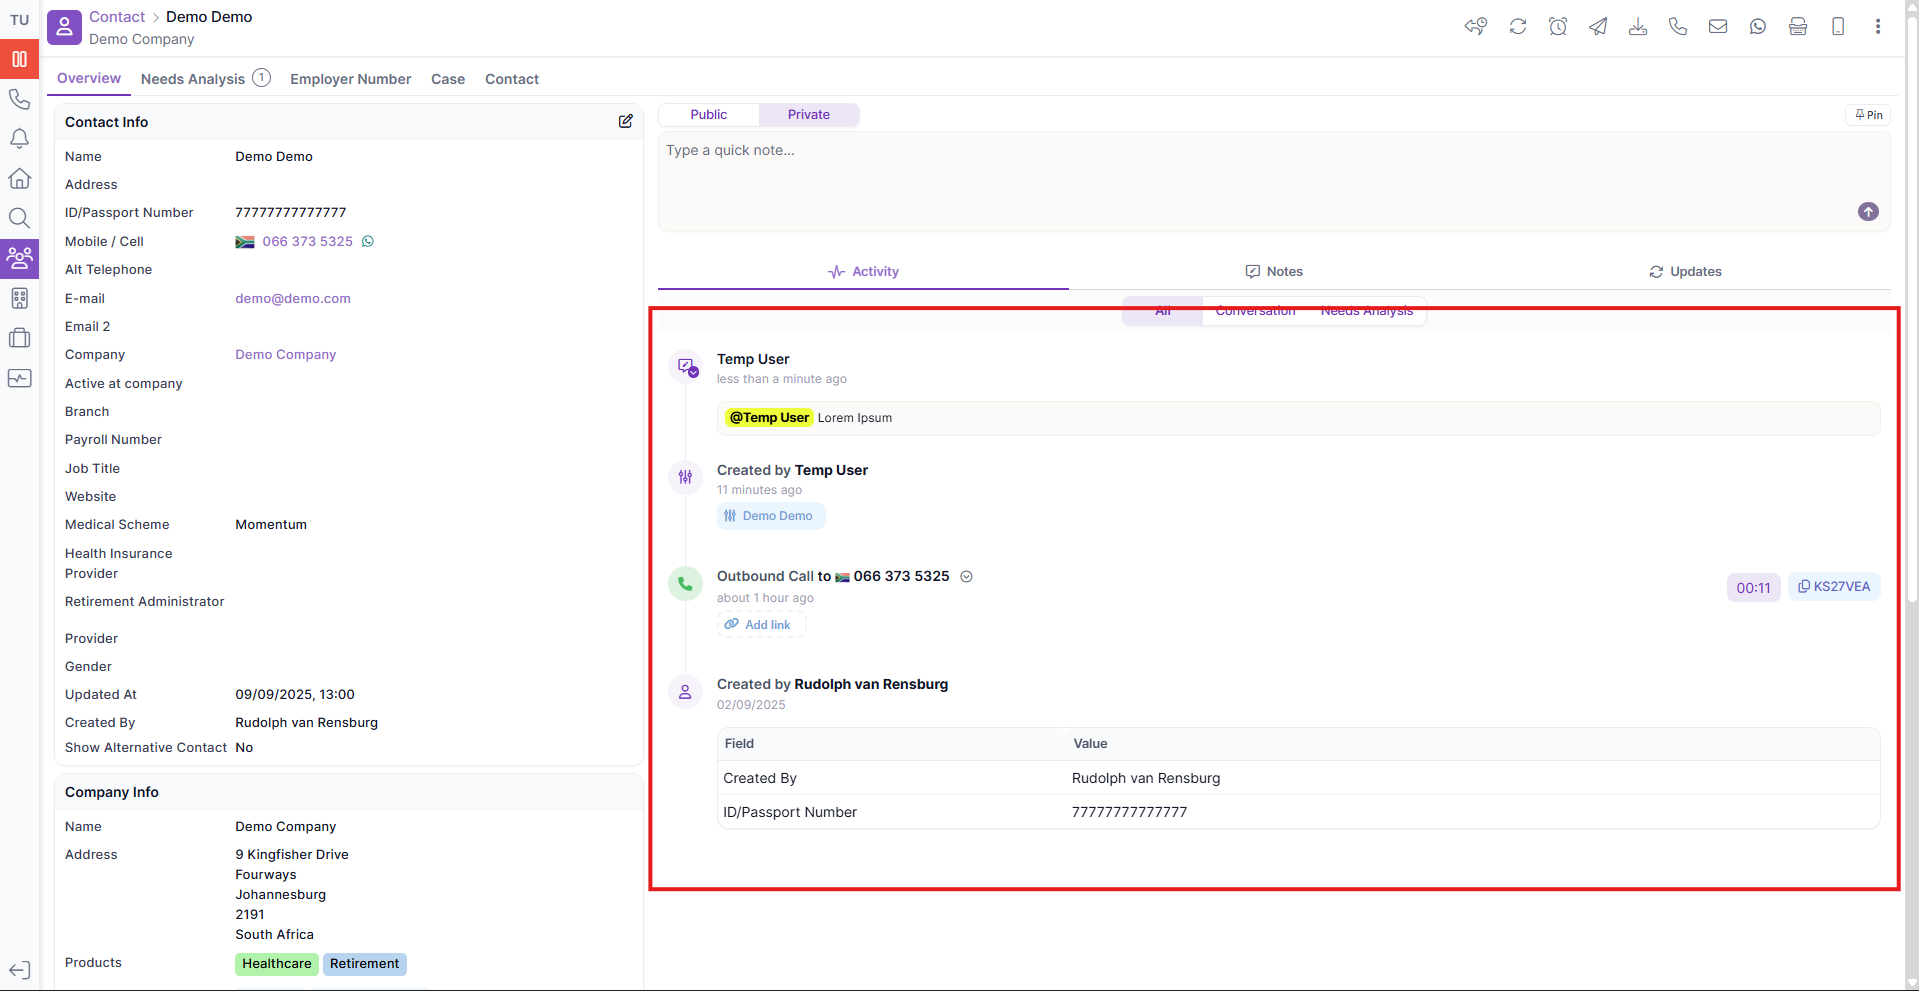 TU
Contact > Demo Demo
Demo Company
Overview
Needs Analysis 1
Employer Number
Case
Contact
Contact Info
Name Demo Demo
Address
ID/Passport Number 77777777777777
Mobile / Cell 066 373 5325
Alt Telephone
E-mail demo@demo.com
Email 2
Company Demo Company
Active at company
Branch
Payroll Number
Job Title
Website
Medical Scheme Momentum
Health Insurance
Provider
Retirement Administrator
Provider
Gender
Updated At 09/09/2025, 13:00
Created By Rudolph van Rensburg
Show Alternative Contact No
Company Info
Name Demo Company
Address 9 Kingfisher Drive
Fourways
Johannesburg
2191
South Africa
Products Healthcare Retirement
Public Private
Pin
Type a quick note...
Activity
Notes
Updates
All Conversation Needs Analysis
Temp User
less than a minute ago
@Temp User Lorem Ipsum
Created by Temp User
11 minutes ago
Demo Demo
Outbound Call to 066 373 5325
00:11 KS27VEA
about 1 hour ago
Add link
Created by Rudolph van Rensburg
02/09/2025
Field Value
Created By Rudolph van Rensburg
ID/Passport Number 77777777777777